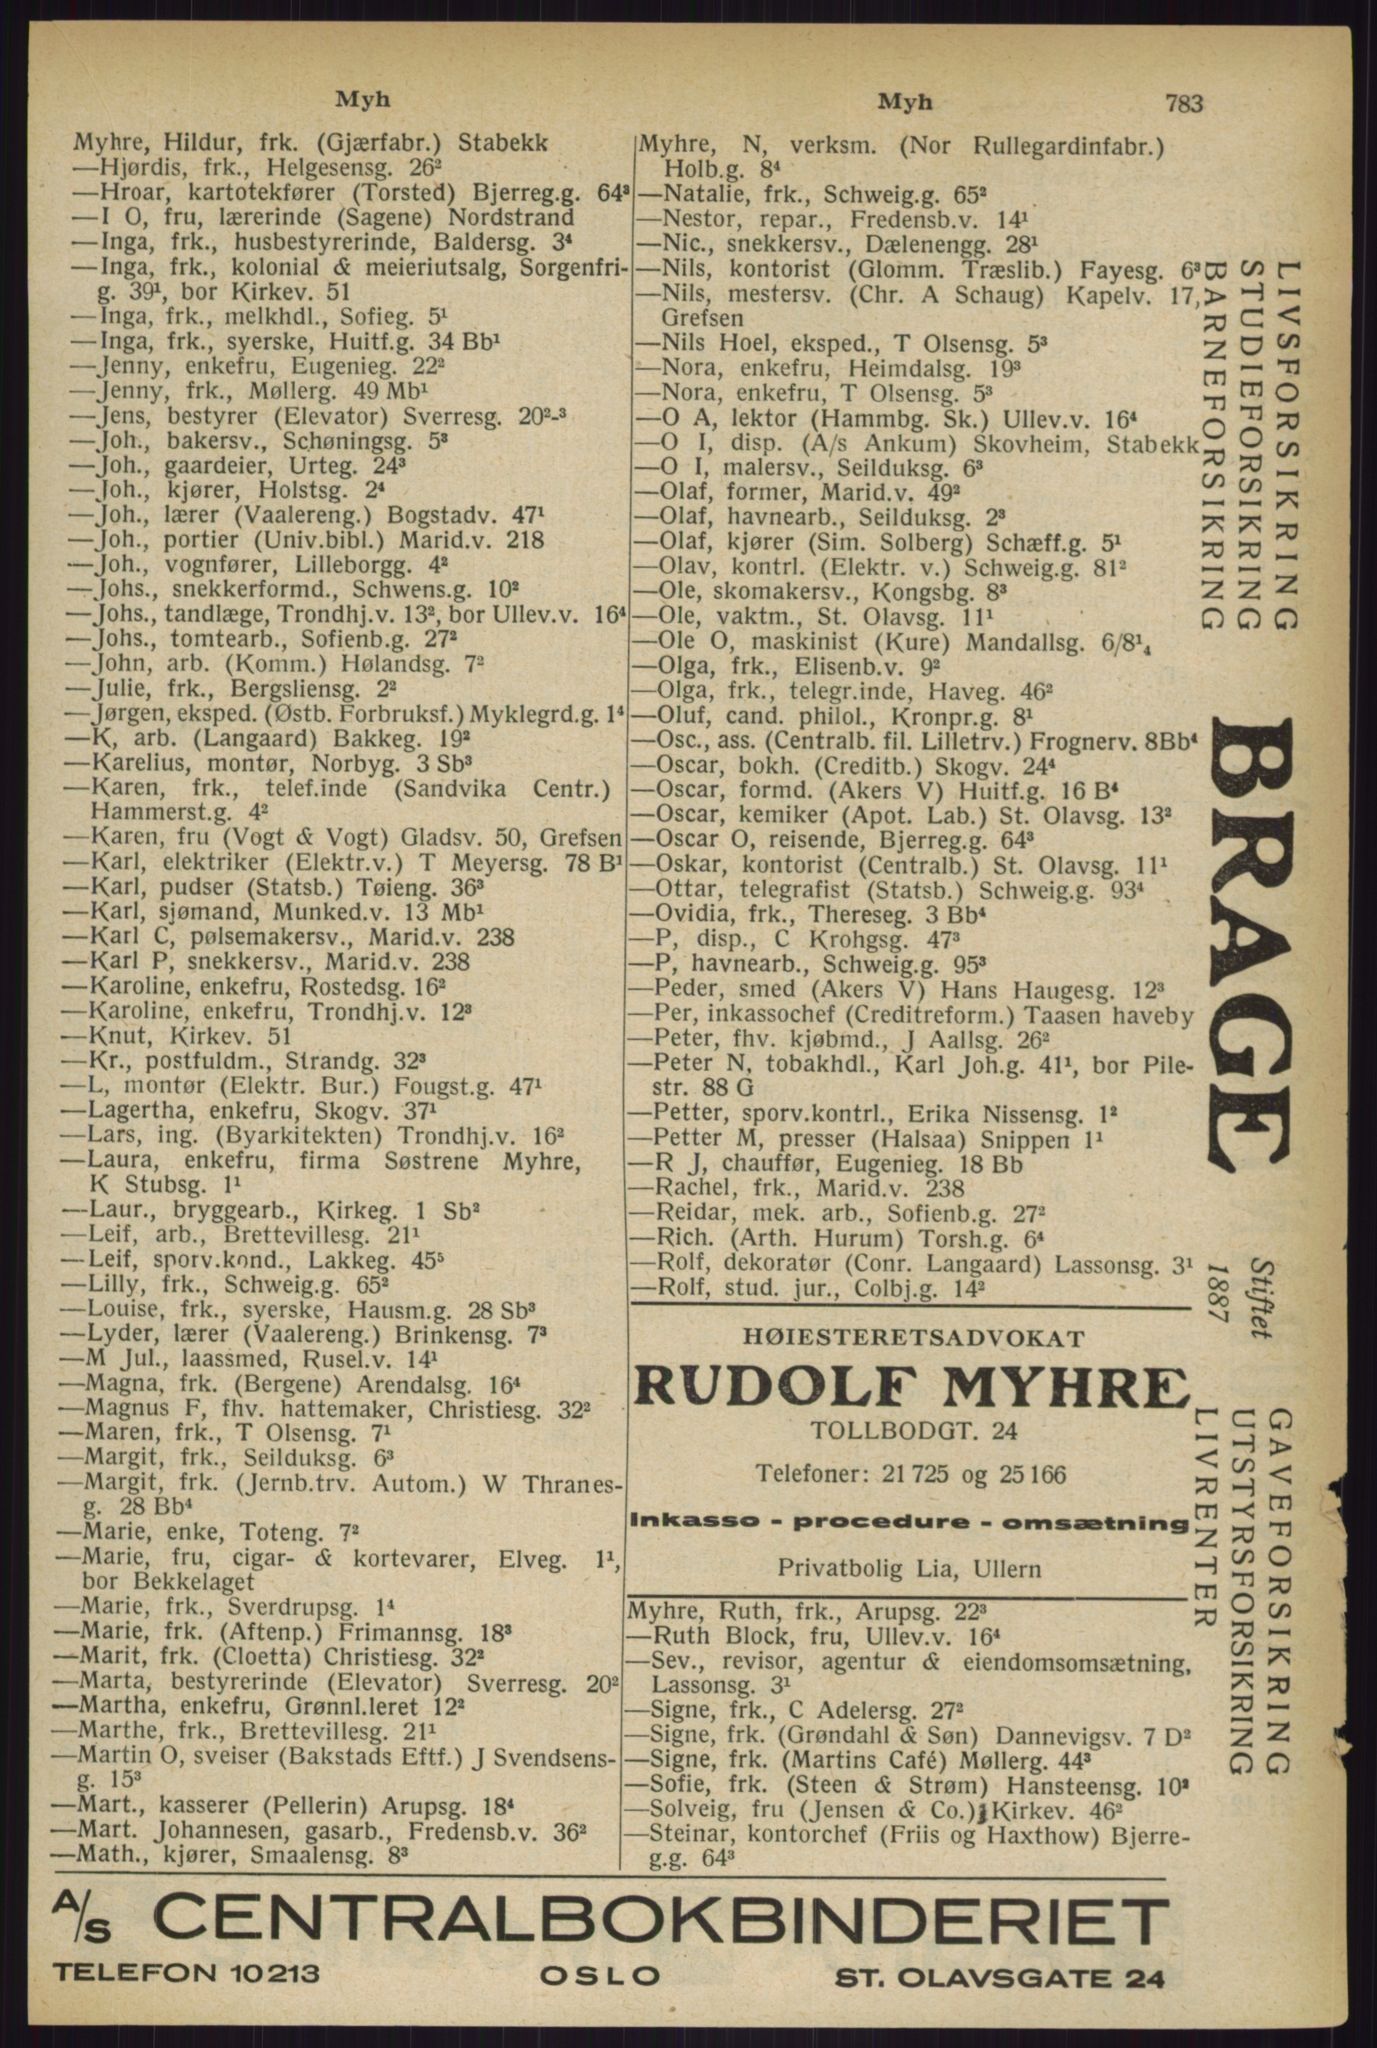 Myh
Myhre, Hildur, frk. (Gjærfabr.) Stabekk
—Hjørdis, frk., Helgesensg. 26²
—Hroar, kartotekfører (Torsted) Bjerreg.g. 64³
—I O, fru, lærerinde (Sagene) Nordstrand
—Inga, frk., husbestyrerinde, Baldersg. 3⁴
—Inga, frk., kolonial & meieriutsalg, Sorgenfri-
g. 39¹, bor Kirkev. 51
—Inga, frk., melkhdl., Sofieg. 5¹
—Inga, frk., syerske, Huitf.g. 34 Bb¹
—Jenny, enkefru, Eugenieg. 22²
—Jenny, frk., Møllerg. 49 Mb¹
—Jens, bestyrer (Elevator) Sverresg. 20²-³
—Joh., bakersv., Schøningsg. 5³
—Joh., gaardeier, Urteg. 24³
—Joh., kjører, Holstsg. 2⁴
—Joh., lærer (Vaalereng.) Bogstadv. 47¹
—Joh., portier (Univ.bibl.) Marid.v. 218
—Joh., vognfører, Lilleborgg. 4²
—Johs., snekkerformd., Schwens.g. 10²
—Johs., tandlæge, Trondhj.v. 13², bor Ullev.v. 16⁴
—Johs., tomtearb., Sofienb.g. 27²
—John, arb. (Komm.) Hølandsg. 7²
—Julie, frk., Bergsliensg. 2²
—Jørgen, eksped. (Østb. Forbruksf.) Myklegrd.g. 1⁴
—K, arb. (Langaard) Bakkeg. 19²
—Karelius, montør, Norbyg. 3 Sb³
—Karen, frk., telef.inde (Sandvika Centr.)
Hammerst.g. 4²
—Karen, fru (Vogt & Vogt) Gladsv. 50, Grefsen
—Karl, elektriker (Elektr.v.) T Meyersg. 78 B¹
—Karl, pudser (Statsb.) Tøieng. 36³
—Karl, sjømand, Munked.v. 13 Mb¹
—Karl C, pølsemakersv., Marid.v. 238
—Karl P, snekkersv., Marid.v. 238
—Karoline, enkefru, Rostedsg. 16²
—Karoline, enkefru, Trondhj.v. 12³
—Knut, Kirkev. 51
—Kr., postfuldm., Strandg. 32³
—L, montør (Elektr. Bur.) Fougst.g. 47¹
—Lagertha, enkefru, Skogv. 37¹
—Lars, ing. (Byarkitekten) Trondhj.v. 16²
—Laura, enkefru, firma Søstrene Myhre,
K Stubsg. 1¹
—Laur., bryggearb., Kirkeg. 1 Sb²
—Leif, arb., Brettevillesg. 21¹
—Leif, sporv.kond., Lakkeg. 45⁵
—Lilly, frk., Schweig.g. 65²
—Louise, frk., syerske, Hausm.g. 28 Sb³
—Lyder, lærer (Vaalereng.) Brinkensg. 7³
—M Jul., laassmed, Rusel.v. 14¹
—Magna, frk. (Bergene) Arendalsg. 16⁴
—Magnus F, fhv. hattemaker, Christiesg. 32²
—Maren, frk., T Olsensg. 7¹
—Margit, frk., Seilduksg. 6³
—Margit, frk. (Jernb.trv. Autom.) W Thranes-
g. 28 Bb⁴
—Marie, enke, Toteng. 7²
—Marie, fru, cigar- & kortevarer, Elveg. 1¹,
bor Bekkelaget
—Marie, frk., Sverdrupsg. 1⁴
—Marie, frk. (Aftenp.) Frimannsg. 18³
—Marit, frk. (Cloetta) Christiesg. 32²
—Marta, bestyrerinde (Elevator) Sverresg. 20²
—Martha, enkefru, Grønnl.leret 12²
—Marthe, frk., Brettevillesg. 21¹
—Martin O, sveiser (Bakstads Eftf.) J Svendsens-
g. 15³
—Mart., kasserer (Pellerin) Arupsg. 18⁴
—Mart. Johannesen, gasarb., Fredensb.v. 36²
—Math., kjører, Smaalensg. 8³
Myh 783
Myhre, N, verksm. (Nor Rullegardinfabr.)
Holb.g. 8⁴
—Natalie, frk., Schweig.g. 65²
—Nestor, repar., Fredensb.v. 14¹
—Nic., snekkersv., Dælenengg. 28¹
—Nils, kontorist (Glomm. Træslib.) Fayesg. 6³
—Nils, mestersv. (Chr. A Schaug) Kapelv. 17,
Grefsen
—Nils Hoel, eksped., T Olsensg. 5³
—Nora, enkefru, Heimdalsg. 19³
—Nora, enkefru, T Olsensg. 5³
—O A, lektor (Hammbg. Sk.) Ullev.v. 16⁴
—O I, disp. (A/s Ankum) Skovheim, Stabekk
—O I, malersv., Seilduksg. 6³
—Olaf, former, Marid.v. 49²
—Olaf, havnearb., Seilduksg. 2³
—Olaf, kjører (Sim. Solberg) Schæff.g. 5¹
—Olav, kontrl. (Elektr. v.) Schweig.g. 81²
—Ole, skomakersv., Kongsbg. 8³
—Ole, vaktm., St. Olavsg. 11¹
—Ole O, maskinist (Kure) Mandallsg. 6/8¹₄
—Olga, frk., Elisenb.v. 9²
—Olga, frk., telegr.inde, Haveg. 46²
—Oluf, cand. philol., Kronpr.g. 8¹
—Osc., ass. (Centralb. fil. Lilletrv.) Frognerv. 8Bb⁴
—Oscar, bokh. (Creditb.) Skogv. 24⁴
—Oscar, formd. (Akers V) Huitf.g. 16 B⁴
—Oscar, kemiker (Apot. Lab.) St. Olavsg. 13²
—Oscar O, reisende, Bjerreg.g. 64³
—Oskar, kontorist (Centralb.) St. Olavsg. 11¹
—Ottar, telegrafist (Statsb.) Schweig.g. 93⁴
—Ovidia, frk., Thereseg. 3 Bb⁴
—P, disp., C Krohgsg. 47³
—P, havnearb., Schweig.g. 95³
—Peder, smed (Akers V) Hans Haugesg. 12³
—Per, inkassochef (Creditreform.) Taasen haveby
—Peter, fhv. kjøbmd., J Aallsg. 26²
—Peter N, tobakhdl., Karl Joh.g. 41¹, bor Pile-
str. 88 G
—Petter, sporv.kontrl., Erika Nissensg. 1²
—Petter M, presser (Halsaa) Snippen 1¹
—R J, chauffør, Eugenieg. 18 Bb
—Rachel, frk., Marid.v. 238
—Reidar, mek. arb., Sofienb.g. 27²
—Rich. (Arth. Hurum) Torsh.g. 6⁴
—Rolf, dekoratør (Conr. Langaard) Lassonsg. 3¹
—Rolf, stud. jur., Colbj.g. 14²
HØIESTERETSADVOKAT
RUDOLF MYHRE
TOLLBODGT. 24
Telefoner: 21 725 og 25 166
Inkasso - procedure - omsætning
Privatbolig Lia, Ullern
Myhre, Ruth, frk., Arupsg. 22³
—Ruth Block, fru, Ullev.v. 16⁴
—Sev., revisor, agentur & eiendomsomsætning,
Lassonsg. 3¹
—Signe, frk., C Adelersg. 27²
—Signe, frk. (Grøndahl & Søn) Dannevigsv. 7 D²
—Signe, frk. (Martins Café) Møllerg. 44³
—Sofie, frk. (Steen & Strøm) Hansteensg. 10²
—Solveig, fru (Jensen & Co.) Kirkev. 46²
—Steinar, kontorchef (Friis og Haxthow) Bjerre-
g.g. 64³
LIVSFORSIKRING
STUDIEFORSIKRING
BARNEFORSIKRING
BRAGE
Stiftet
1887
GAVEFORSIKRING
UTSTYRSFORSIKRING
LIVRENTER
A/s CENTRALBOKBINDERIET
TELEFON 10213 OSLO ST. OLAVSGATE 24